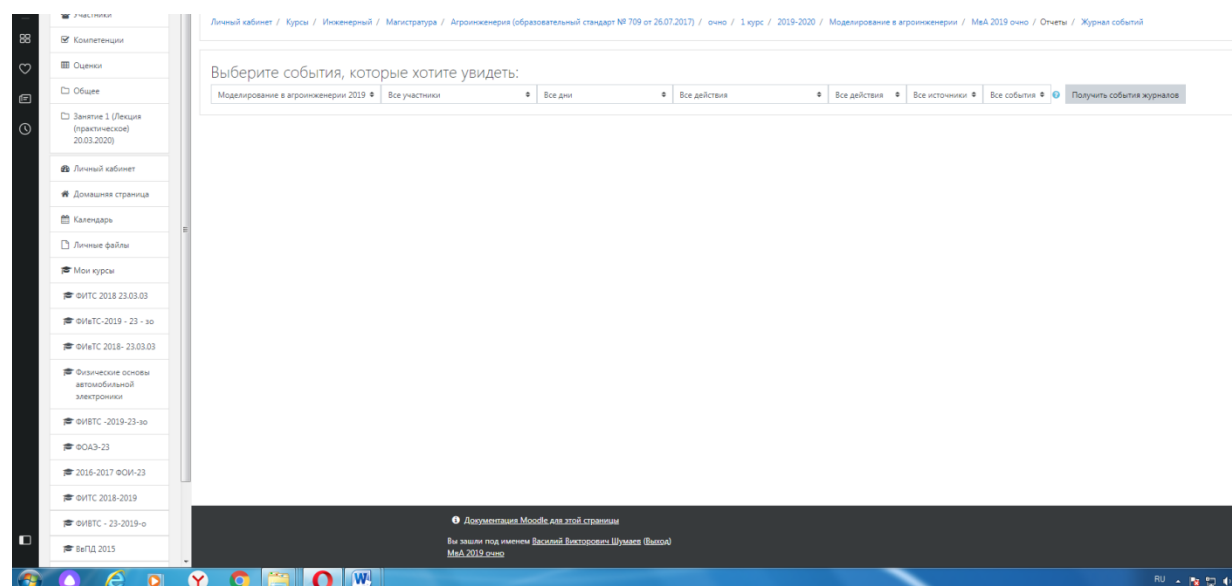 Участники
Компетенции
Оценки
Общее
Занятие 1 (Лекция
(практическое)
20.03.2020)
Личный кабинет
Домашняя страница
Календарь
Личные файлы
Мои курсы
ФИТС 2018 23.03.03
ФИвТС-2019 - 23 - зо
ФИвТС 2018- 23.03.03
Физические основы
автомобильной
электроники
ФИВТС -2019-23-зо
ФОАЭ-23
2016-2017 ФОИ-23
ФИТС 2018-2019
ФИВТС - 23-2019-о
ВвПД 2015
Личный кабинет / Курсы / Инженерный / Магистратура / Агроинженерия (образовательный стандарт № 709 от 26.07.2017) / очно / 1 курс / 2019-2020 / Моделирование в агроинженерии / МвА 2019 очно / Отчеты / Журнал событий
Выберите события, которые хотите увидеть:
Моделирование в агроинженерии 2019 Все участники Все дни Все действия Все действия Все источники Все события Получить события журналов
Документация Moodle для этой страницы
Вы зашли под именем Василий Викторович Шумаев (Выход)
МвА 2019 очно
RU